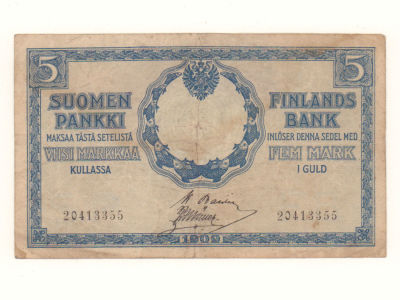 5 5
SUOMEN PANKKI
MAKSAA TÄSTÄ SETELISTÄ
VIISI MARKKAA
KULLASSA
FINLANDS BANK
INLÖSER DENNA SEDEL MED
FEM MARK
I GULD
20413355 20413355
1909